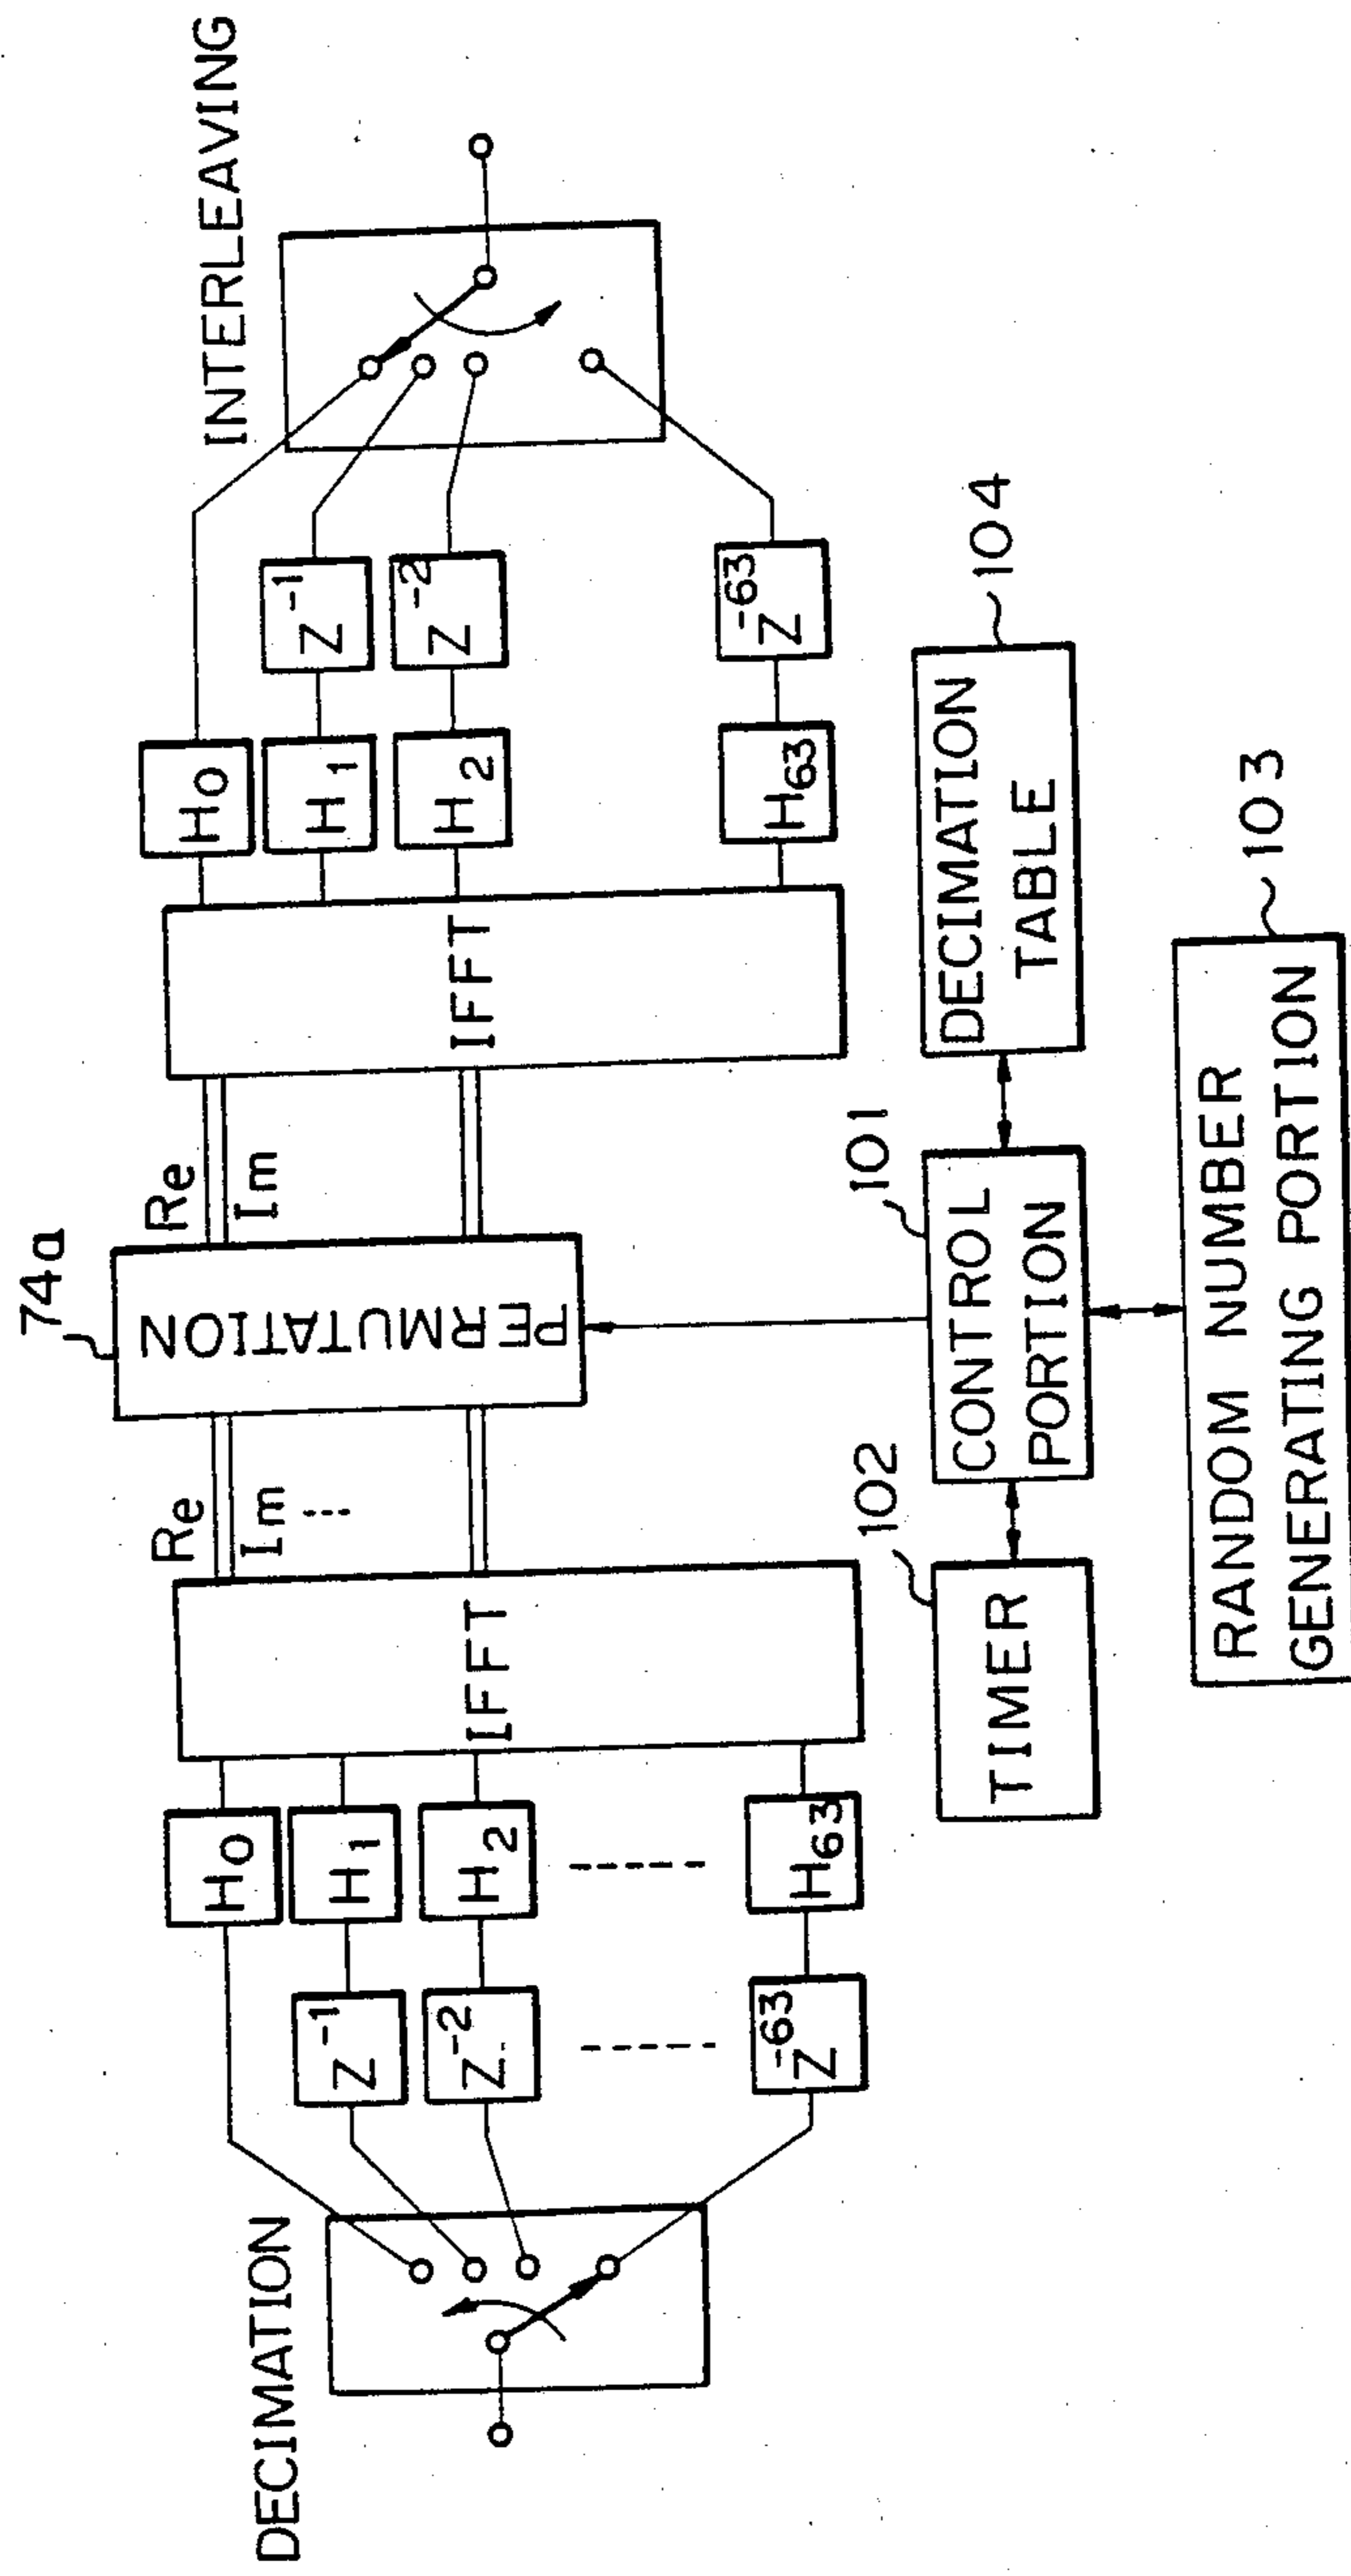 DECIMATION
INTERLEAVING
74a
H0
Z-1
H1
Z-2
H2
Z-63
H63
IFFT
Re
Im
PERMUTATION
Re
Im
IFFT
H0
H1
Z-1
H2
Z-2
H63
Z-63
102
TIMER
101
CONTROL
PORTION
104
DECIMATION
TABLE
103
RANDOM NUMBER
GENERATING PORTION